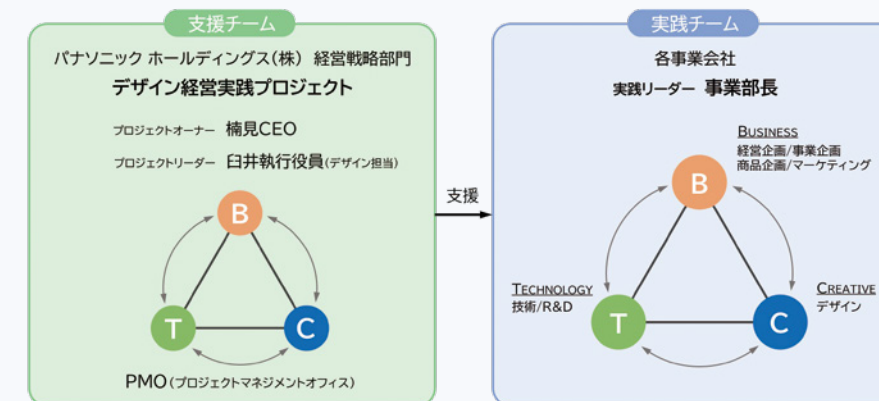 支援チーム
パナソニック ホールディングス(株) 経営戦略部門
デザイン経営実践プロジェクト
プロジェクトオーナー 楠見CEO
プロジェクトリーダー 臼井執行役員(デザイン担当)
B
T
C
PMO(プロジェクトマネジメントオフィス)
支援
実践チーム
各事業会社
実践リーダー 事業部長
BUSINESS
経営企画/事業企画
商品企画/マーケティング
B
TECHNOLOGY
技術/R&D
T
CREATIVE
デザイン
C